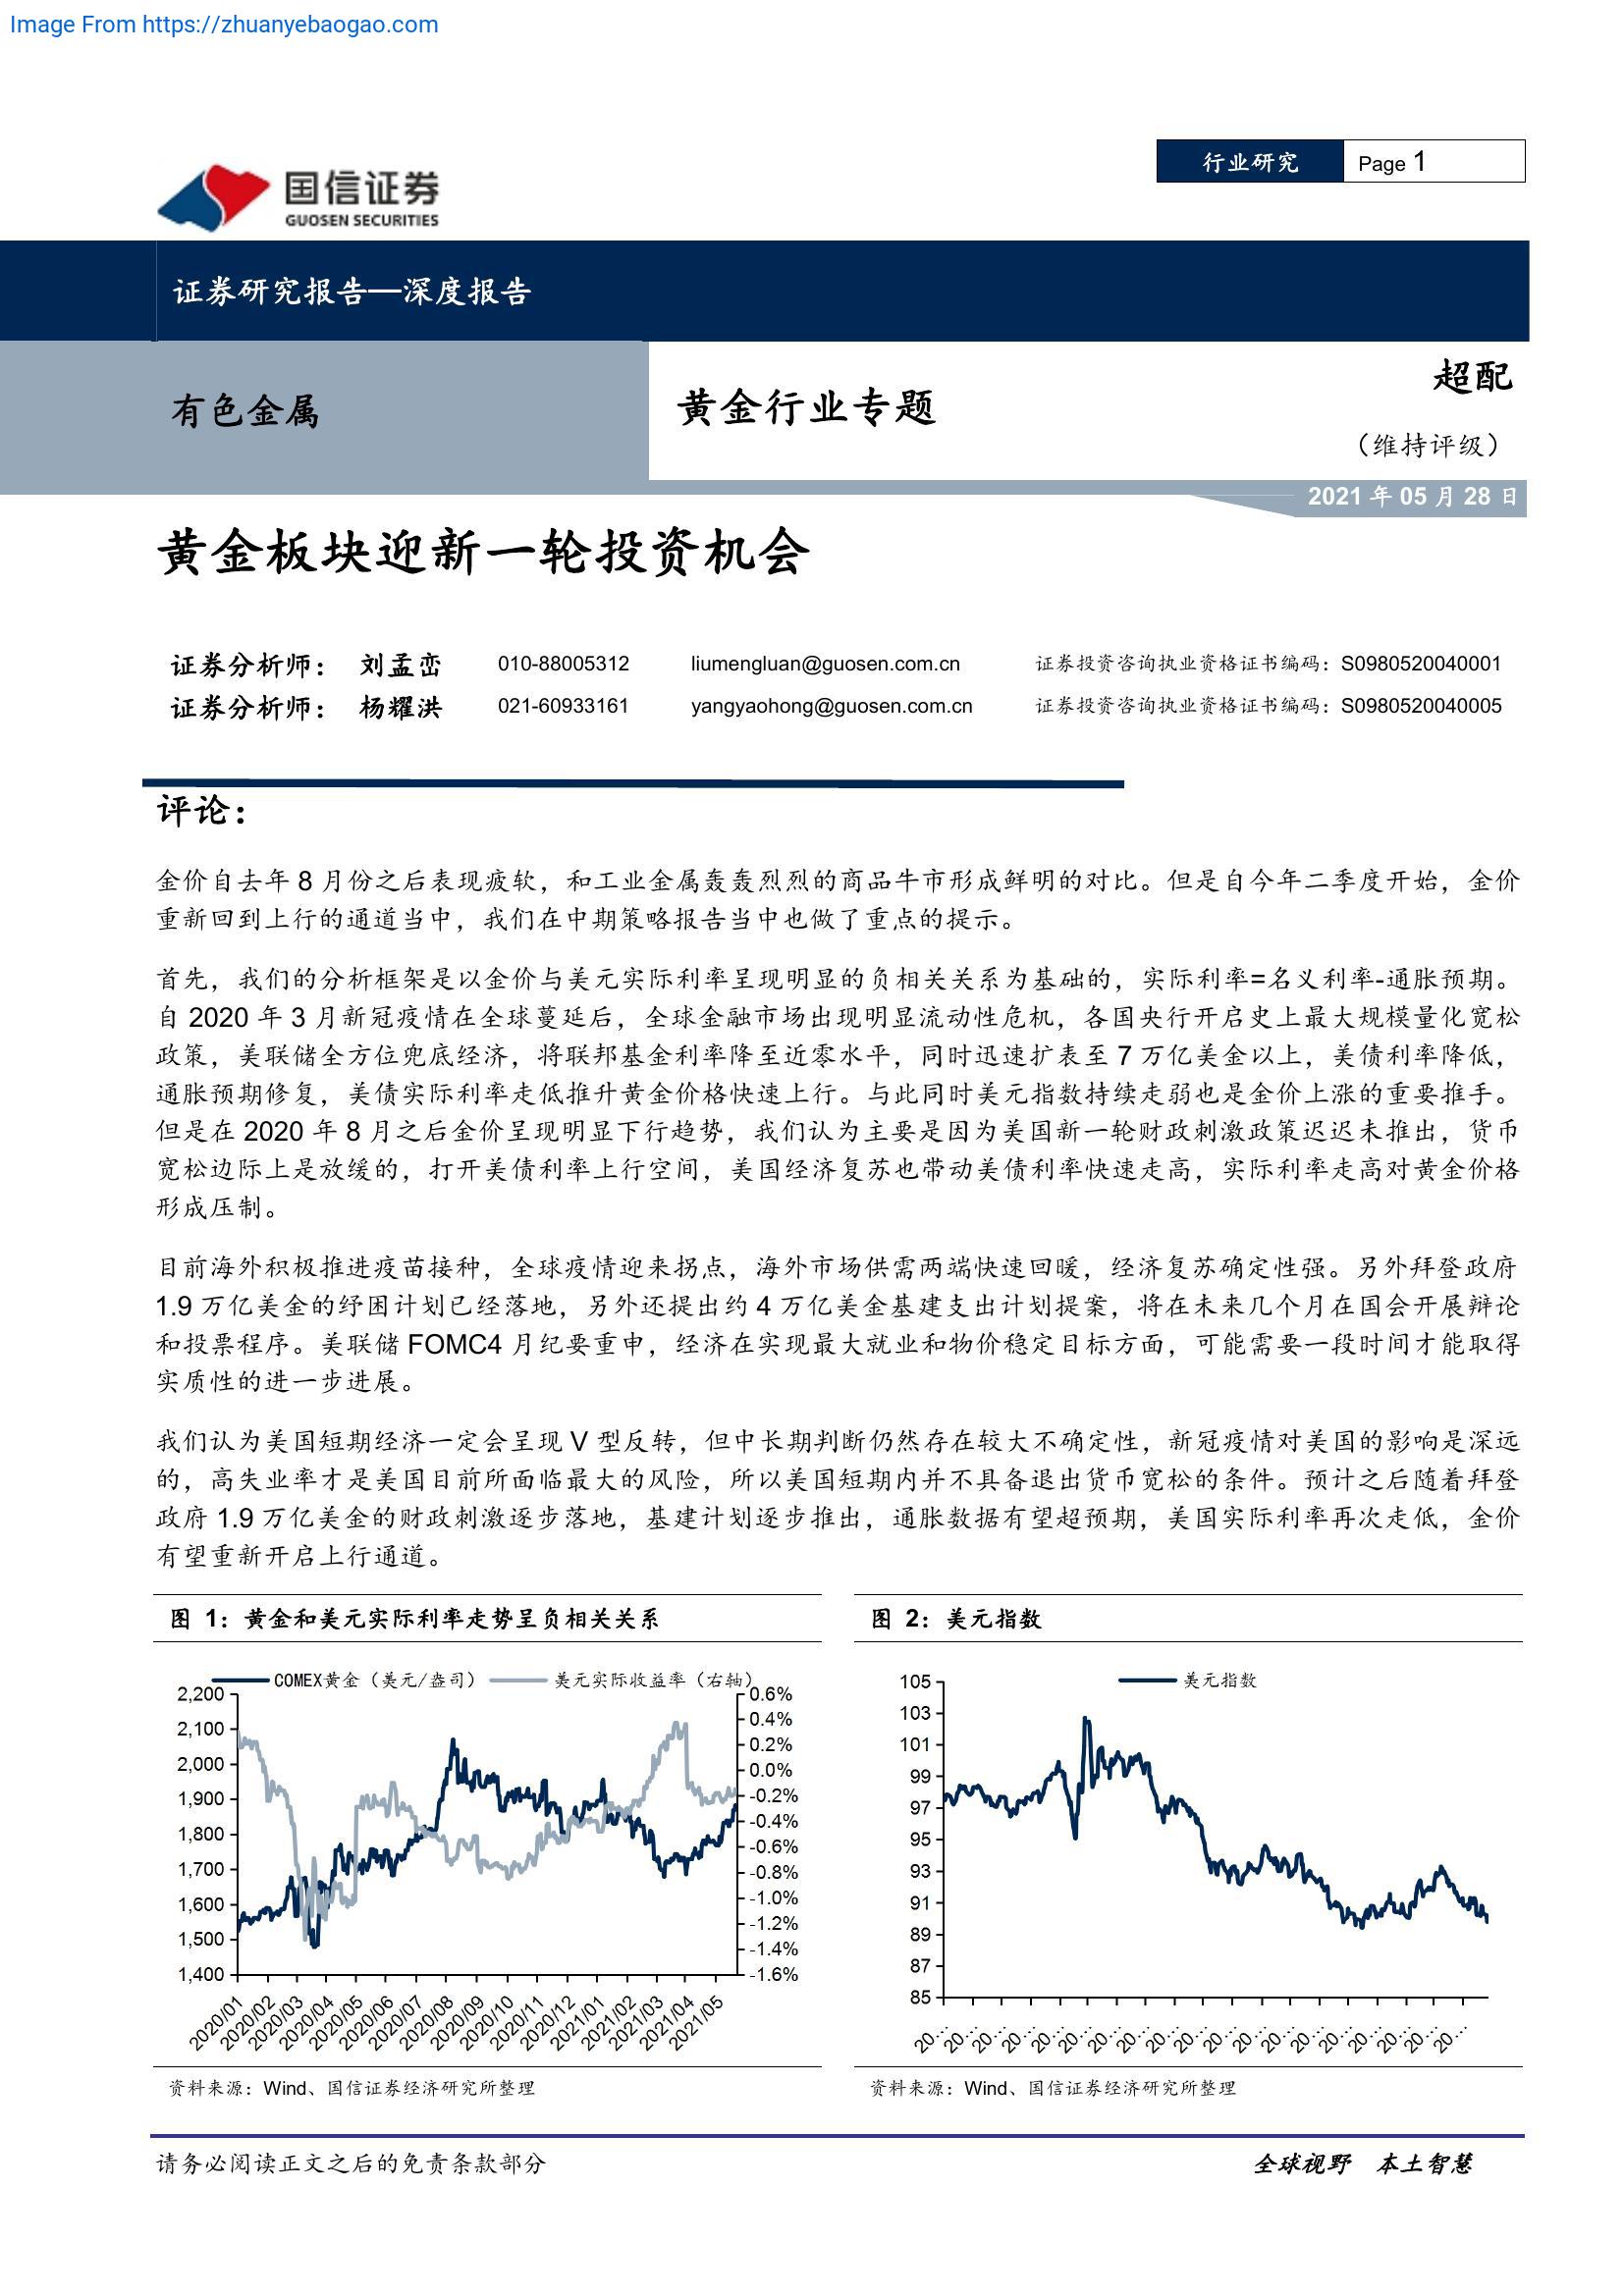 Image From https://zhuanyebaogao.com
行业研究
Page 1
国信证券
GUOSEN SECURITIES
证券研究报告—深度报告
有色金属
黄金行业专题
超配
（维持评级）
2021 年 05 月 28 日
黄金板块迎新一轮投资机会
证券分析师： 刘孟峦 010-88005312 liumengluan@guosen.com.cn 证券投资咨询执业资格证书编码：S0980520040001
证券分析师： 杨耀洪 021-60933161 yangyaohong@guosen.com.cn 证券投资咨询执业资格证书编码：S0980520040005
评论：
金价自去年 8 月份之后表现疲软，和工业金属轰轰烈烈的商品牛市形成鲜明的对比。但是自今年二季度开始，金价
重新回到上行的通道当中，我们在中期策略报告当中也做了重点的提示。
首先，我们的分析框架是以金价与美元实际利率呈现明显的负相关关系为基础的，实际利率=名义利率-通胀预期。
自 2020 年 3 月新冠疫情在全球蔓延后，全球金融市场出现明显流动性危机，各国央行开启史上最大规模量化宽松
政策，美联储全方位兜底经济，将联邦基金利率降至近零水平，同时迅速扩表至 7 万亿美金以上，美债利率降低，
通胀预期修复，美债实际利率走低推升黄金价格快速上行。与此同时美元指数持续走弱也是金价上涨的重要推手。
但是在 2020 年 8 月之后金价呈现明显下行趋势，我们认为主要是因为美国新一轮财政刺激政策迟迟未推出，货币
宽松边际上是放缓的，打开美债利率上行空间，美国经济复苏也带动美债利率快速走高，实际利率走高对黄金价格
形成压制。
目前海外积极推进疫苗接种，全球疫情迎来拐点，海外市场供需两端快速回暖，经济复苏确定性强。另外拜登政府
1.9 万亿美金的纾困计划已经落地，另外还提出约 4 万亿美金基建支出计划提案，将在未来几个月在国会开展辩论
和投票程序。美联储 FOMC4 月纪要重申，经济在实现最大就业和物价稳定目标方面，可能需要一段时间才能取得
实质性的进一步进展。
我们认为美国短期经济一定会呈现 V 型反转，但中长期判断仍然存在较大不确定性，新冠疫情对美国的影响是深远
的，高失业率才是美国目前所面临最大的风险，所以美国短期内并不具备退出货币宽松的条件。预计之后随着拜登
政府 1.9 万亿美金的财政刺激逐步落地，基建计划逐步推出，通胀数据有望超预期，美国实际利率再次走低，金价
有望重新开启上行通道。
图 1：黄金和美元实际利率走势呈负相关关系
COMEX黄金（美元/盎司） 美元实际收益率（右轴）
2,200
2,100
2,000
1,900
1,800
1,700
1,600
1,500
1,400
0.6%
0.4%
0.2%
0.0%
-0.2%
-0.4%
-0.6%
-0.8%
-1.0%
-1.2%
-1.4%
-1.6%
2020/01 2020/02 2020/03 2020/04 2020/05 2020/06 2020/07 2020/08 2020/09 2020/10 2020/11 2020/12 2021/01 2021/02 2021/03 2021/04 2021/05
资料来源：Wind、国信证券经济研究所整理
图 2：美元指数
美元指数
105
103
101
99
97
95
93
91
89
87
85
20… 20… 20… 20… 20… 20… 20… 20… 20… 20… 20… 20… 20… 20… 20… 20… 20… 20… 20…
资料来源：Wind、国信证券经济研究所整理
请务必阅读正文之后的免责条款部分
全球视野 本土智慧